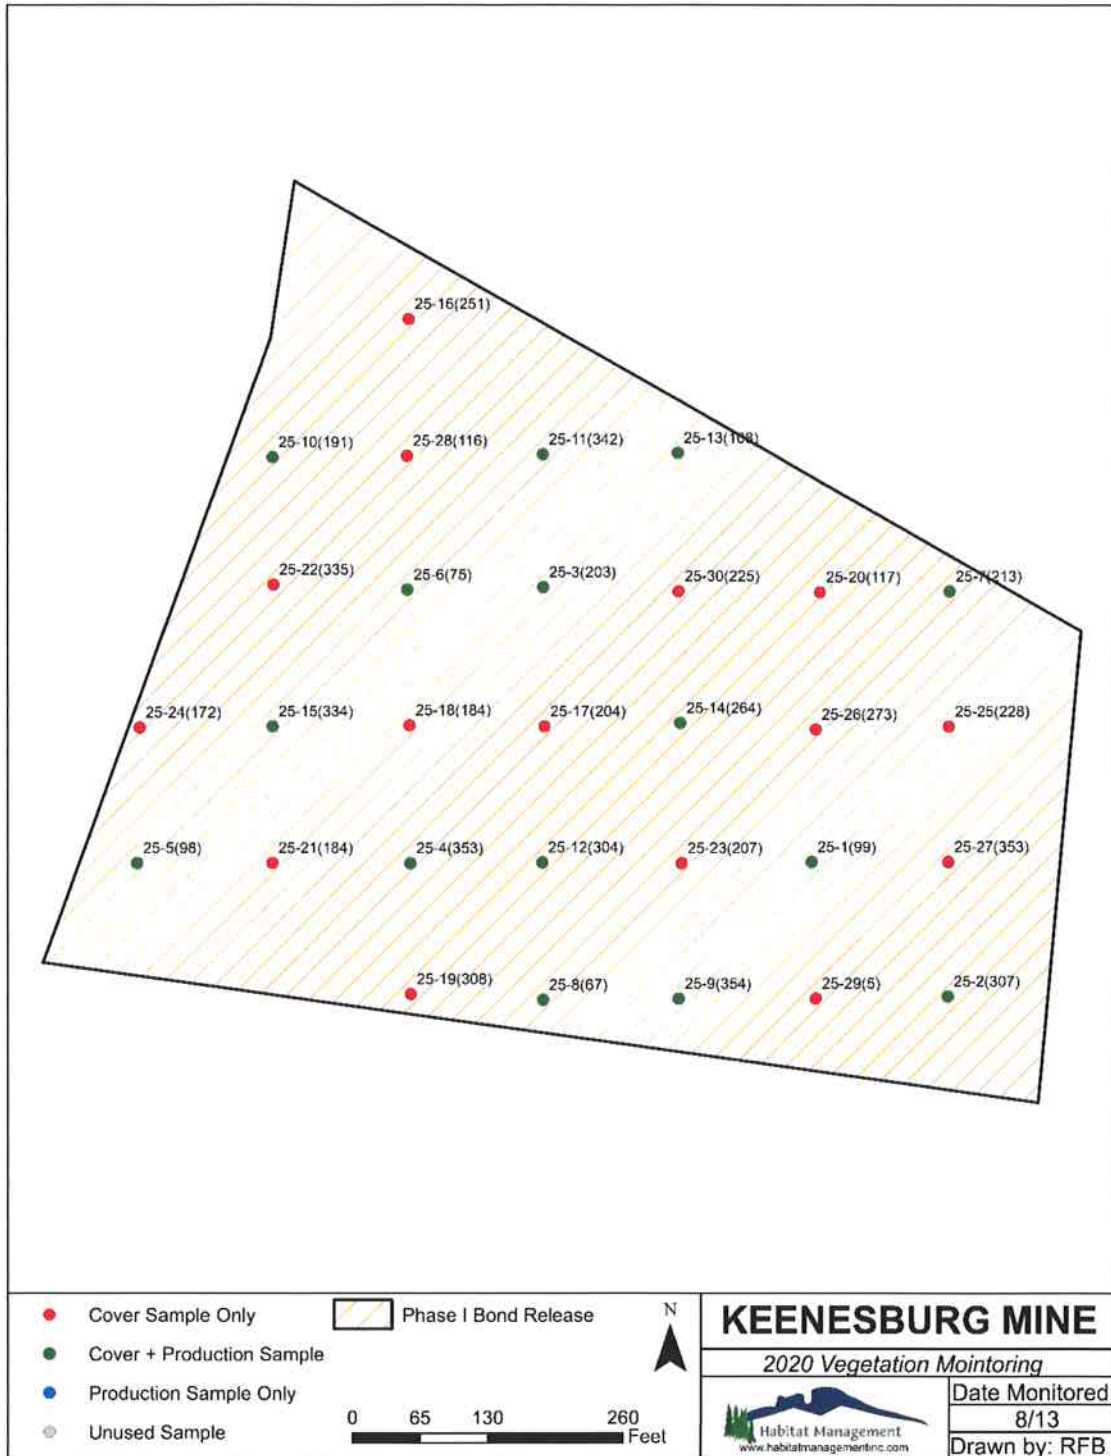 25-16(251)
25-10(191)
25-28(116)
25-11(342)
25-13(168)
25-22(335)
25-6(75)
25-3(203)
25-30(225)
25-20(117)
25-7(213)
25-24(172)
25-15(334)
25-18(184)
25-17(204)
25-14(264)
25-26(273)
25-25(228)
25-5(98)
25-21(184)
25-4(353)
25-12(304)
25-23(207)
25-1(99)
25-27(353)
25-19(308)
25-8(67)
25-9(354)
25-29(5)
25-2(307)
Cover Sample Only
Cover + Production Sample
Production Sample Only
Unused Sample
Phase I Bond Release
N
0 65 130 260
Feet
KEENESBURG MINE
2020 Vegetation Mointoring
Habitat Management
www.habitatmanagementinc.com
Date Monitored
8/13
Drawn by: RFB